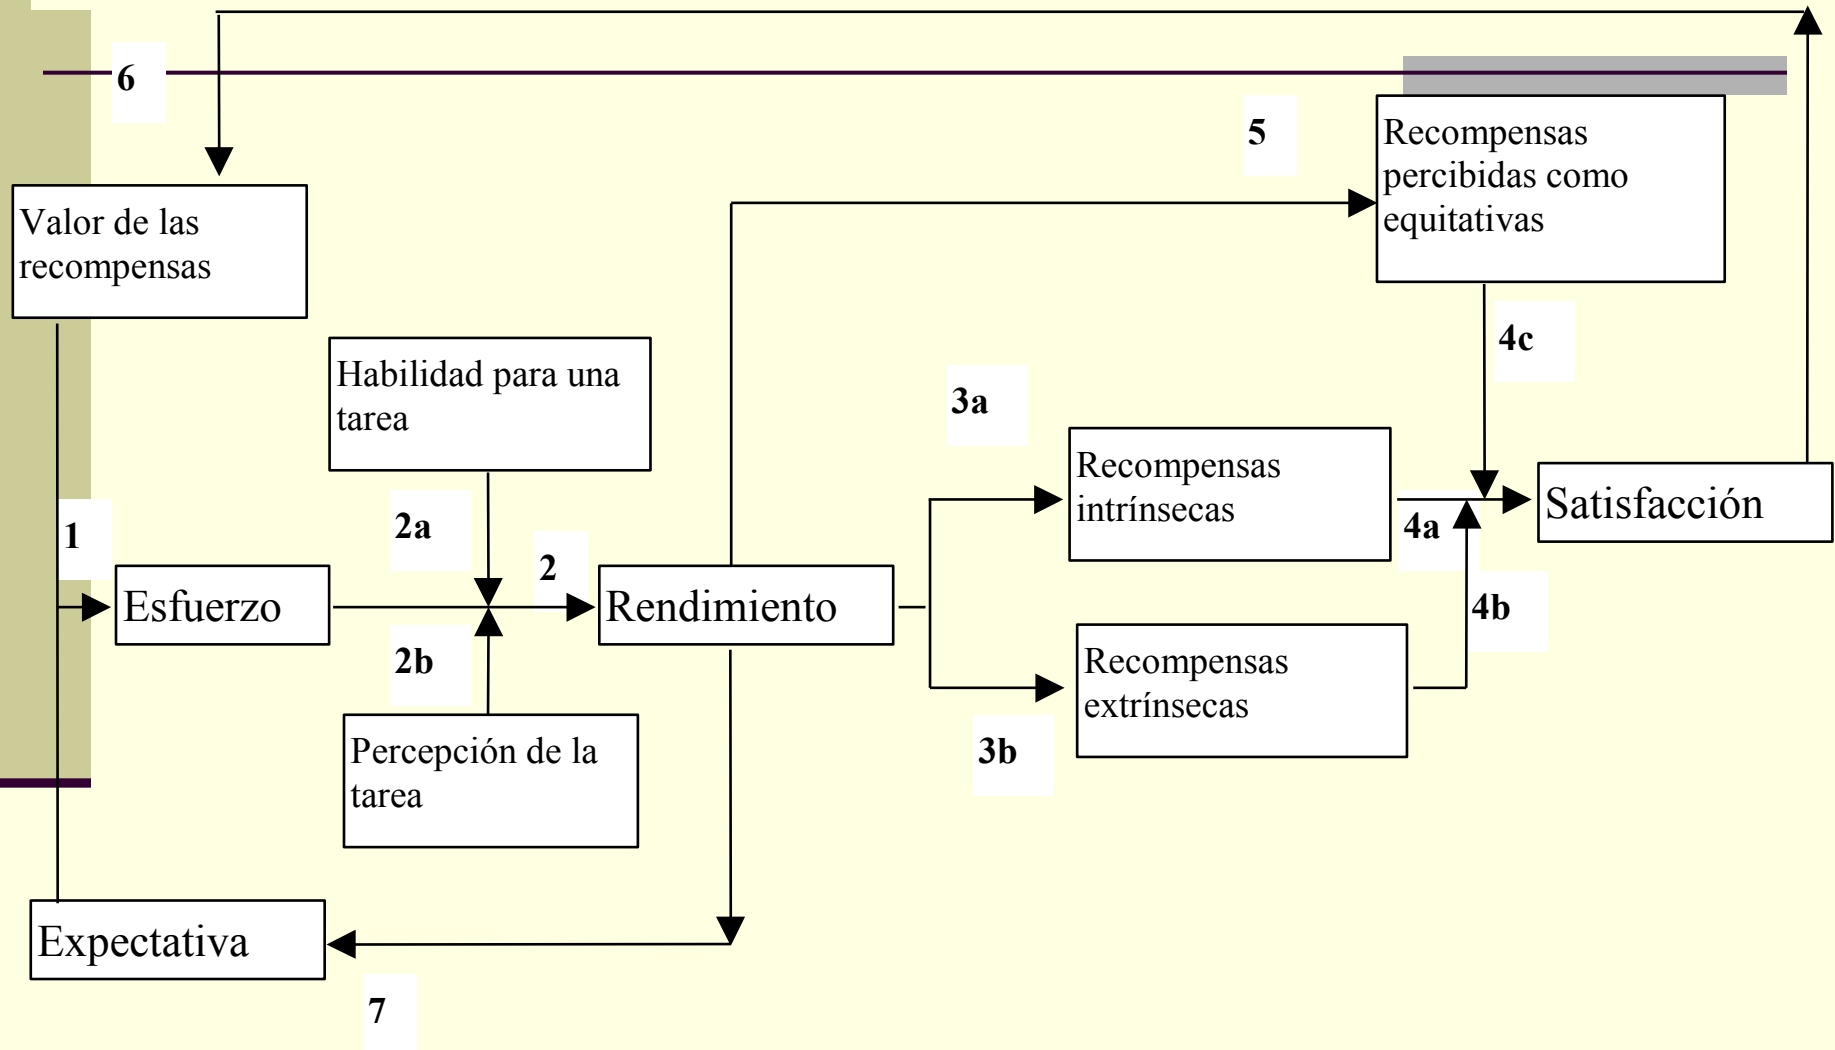 6
5
Recompensas
percibidas como
equitativas
Valor de las
recompensas
4c
Habilidad para una
tarea
3a
Recompensas
intrínsecas
Satisfacción
4a
2a
1
2
Esfuerzo
Rendimiento
4b
2b
Recompensas
extrínsecas
3b
Percepción de la
tarea
Expectativa
7